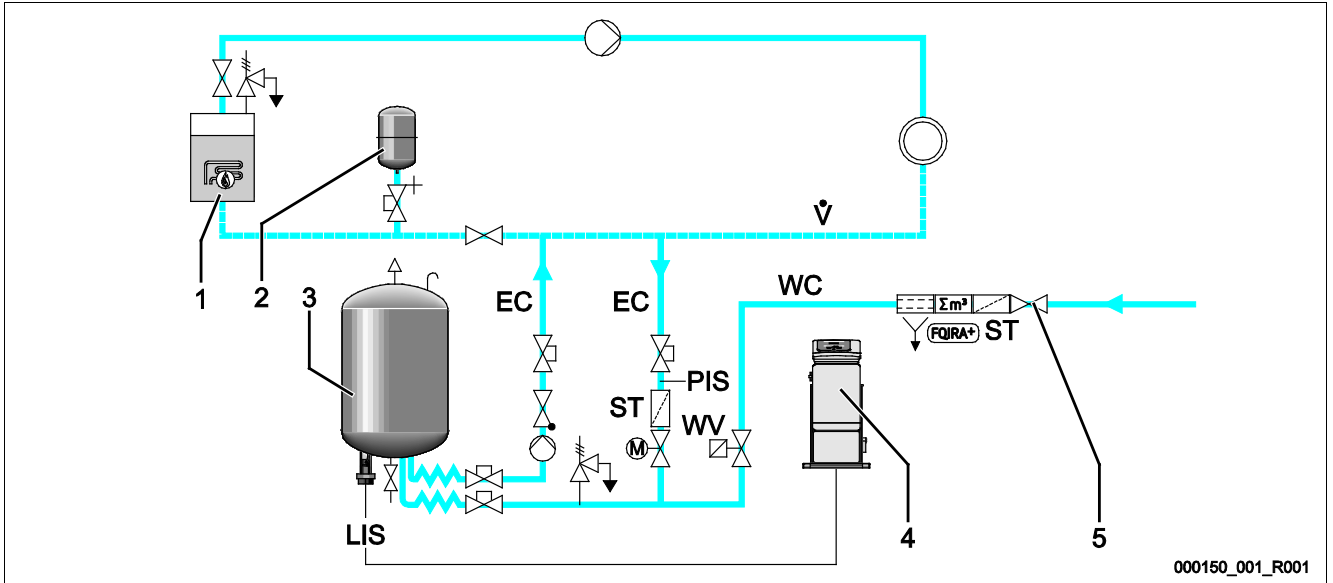 V̇
1
2
3
EC
EC
WC
Σm³
FQIRA+
ST
PIS
ST
WV
M
LIS
4
5
000150_001_R001